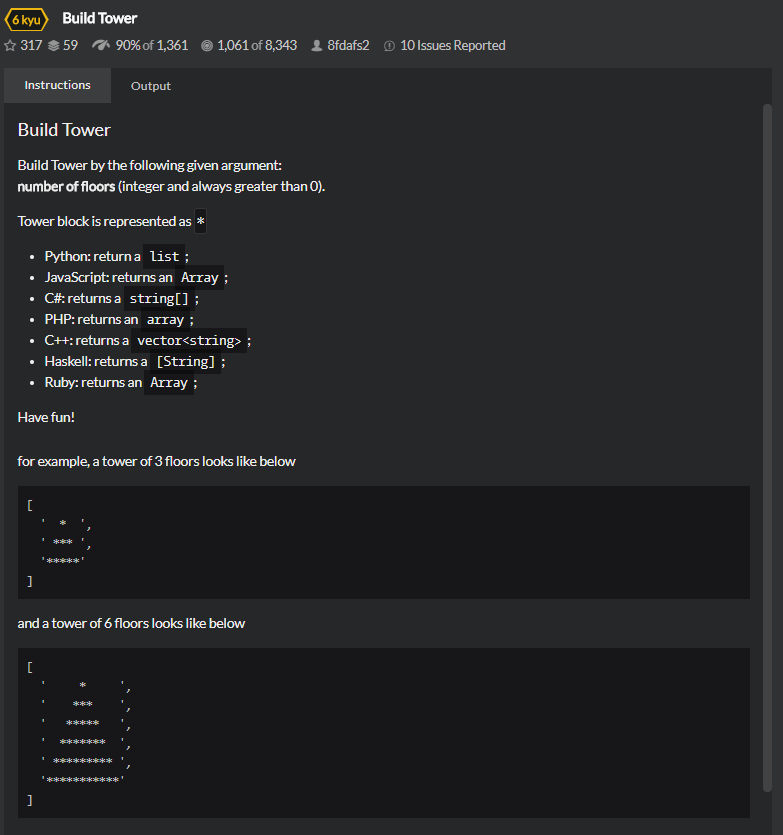 6 kyu Build Tower
317 59 90% of 1,361 1,061 of 8,343 8fdafs2 10 Issues Reported
Instructions Output
Build Tower
Build Tower by the following given argument:
number of floors (integer and always greater than 0).
Tower block is represented as *
• Python: return a list ;
• JavaScript: returns an Array ;
• C#: returns a string[] ;
• PHP: returns an array ;
• C++: returns a vector<string> ;
• Haskell: returns a [String] ;
• Ruby: returns an Array ;
Have fun!
for example, a tower of 3 floors looks like below
[
  '  *  ',
  ' *** ',
  '*****'
]
and a tower of 6 floors looks like below
[
  '     *     ',
  '    ***    ',
  '   *****   ',
  '  *******  ',
  ' ********* ',
  '***********'
]